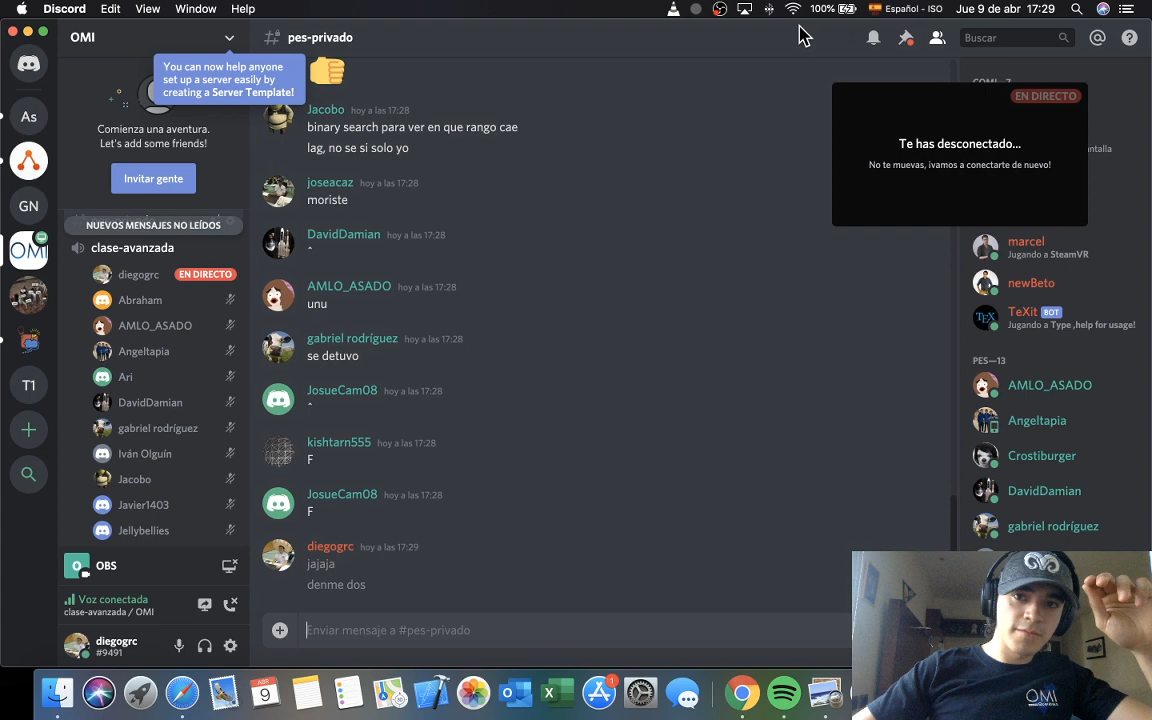 Discord Edit View Window Help
100% Español - ISO Jue 9 de abr 17:29
OMI
pes-privado
Buscar
You can now help anyone
set up a server easily by
creating a Server Template!
Comienza una aventura.
Let's add some friends!
Invitar gente
NUEVOS MENSAJES NO LEÍDOS
clase-avanzada
diegogrc EN DIRECTO
Abraham
AMLO_ASADO
Angeltapia
Ari
DavidDamian
gabriel rodríguez
Iván Olguín
Jacobo
Javier1403
Jellybellies
OBS
Voz conectada
clase-avanzada / OMI
diegogrc
#9491
As
GN
OMI
T1
Jacobo hoy a las 17:28
binary search para ver en que rango cae
lag, no se si solo yo
joseacaz hoy a las 17:28
moriste
DavidDamian hoy a las 17:28
^
AMLO_ASADO hoy a las 17:28
unu
gabriel rodríguez hoy a las 17:28
se detuvo
JosueCam08 hoy a las 17:28
^
kishtarn555 hoy a las 17:28
F
JosueCam08 hoy a las 17:28
F
diegogrc hoy a las 17:29
jajaja
denme dos
Enviar mensaje a #pes-privado
EN DIRECTO
Te has desconectado...
No te muevas, ¡vamos a conectarte de nuevo!
marcel
Jugando a SteamVR
newBeto
TeXit BOT
Jugando a Type ,help for usage!
PES—13
AMLO_ASADO
Angeltapia
Crostiburger
DavidDamian
gabriel rodríguez
ABR
9
1
OMI